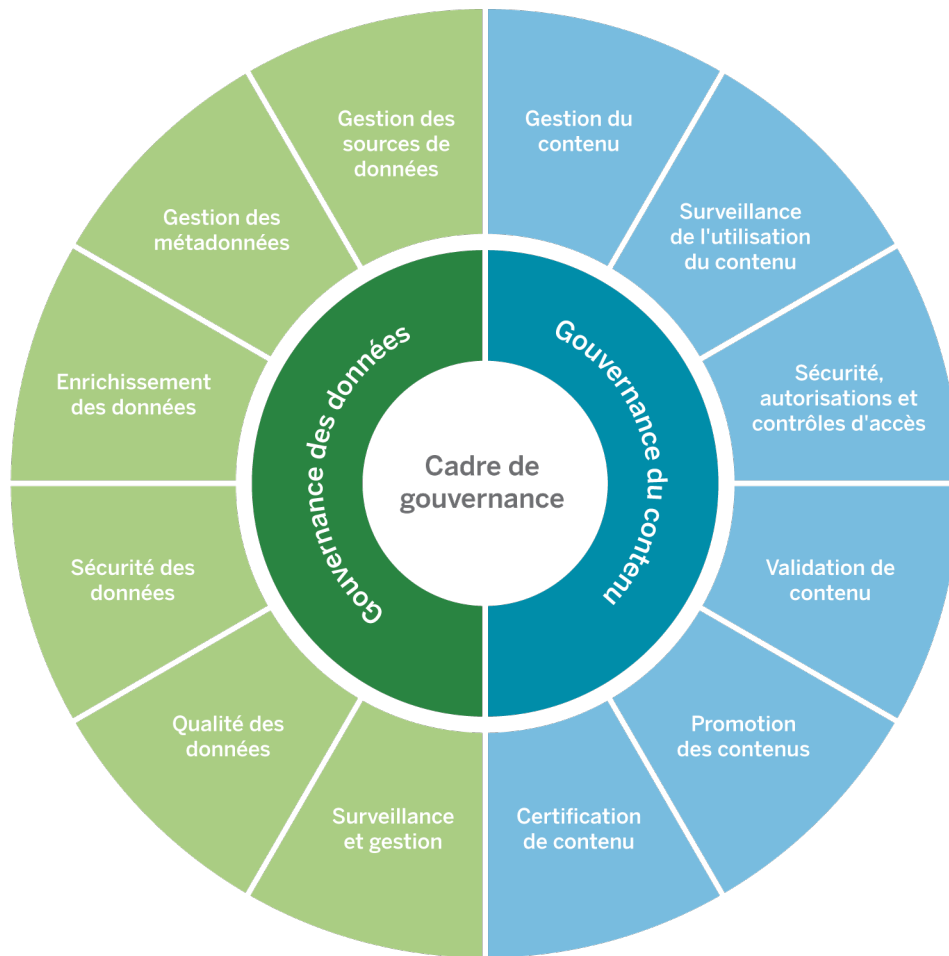 Gestion des
sources de
données
Gestion du
contenu
Gestion des
métadonnées
Surveillance
de l'utilisation
du contenu
Enrichissement
des données
Sécurité,
autorisations et
contrôles d'accès
Gouvernance des données
Gouvernance du contenu
Cadre de
gouvernance
Sécurité des
données
Validation de
contenu
Qualité des
données
Promotion
des contenus
Surveillance
et gestion
Certification
de contenu